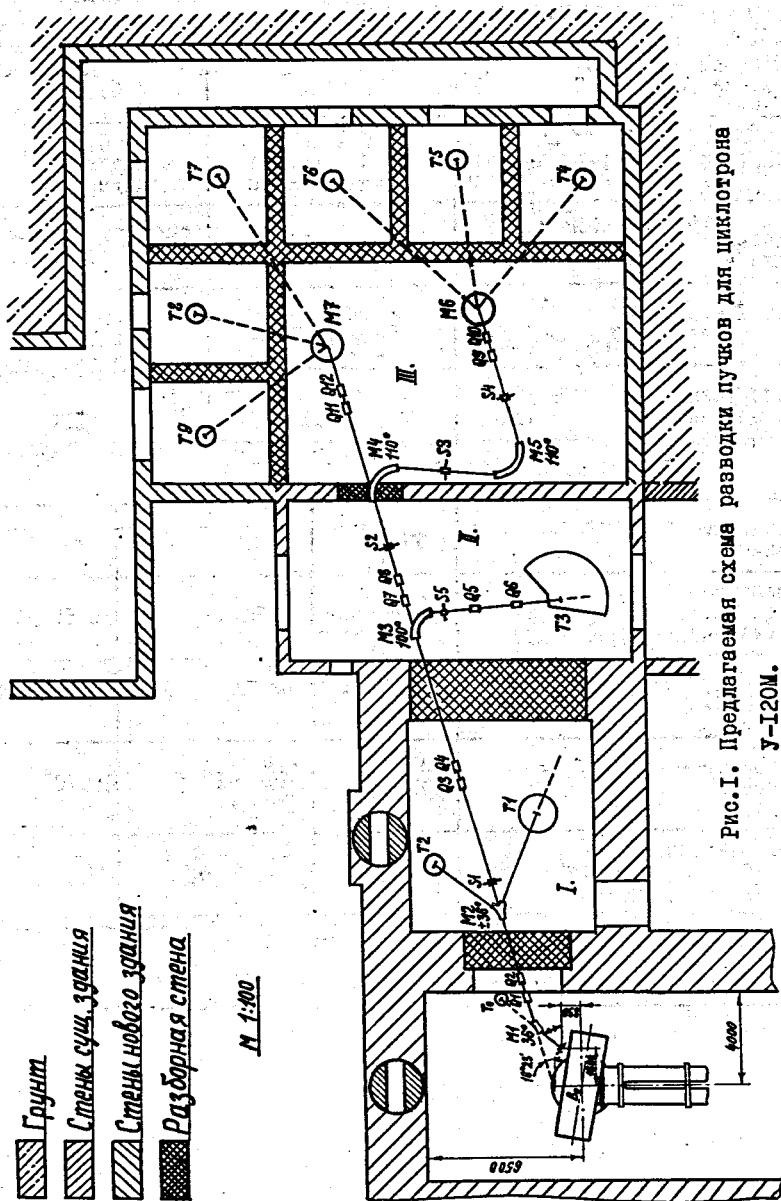 Грунт
Стены сущ. здания
Стены нового здания.
Разборная стена
М 1:100
T9
T8
T7
T6
T5
T4
M7
M6
Q11 Q12
Q9 Q10
III.
S4
M4
110°
S3
M5
110°
S2
Q7 Q8
II.
M3
100°
S5
Q5
Q6
T3
Q3 Q4
T2
T1
S1
M2
±36°
I.
T0
Q1 Q2
M1
36°
6500
4000
Рис.I. Предлагаемая схема разводки пучков для циклотрона
У-I20М.